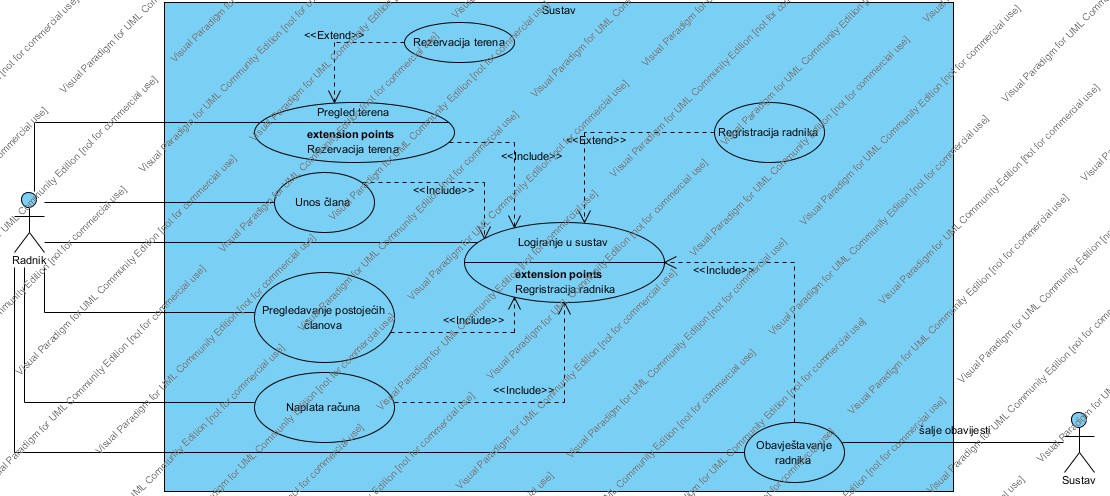 Sustav
<<Extend>>
Rezervacija terena
Pregled terena
extension points
Rezervacija terena
<<Include>>
<<Extend>>
Regristracija radnika
Unos člana
<<Include>>
Radnik
Logiranje u sustav
extension points
Regristracija radnika
<<Include>>
Pregledavanje postojećih
članova
<<Include>>
Naplata računa
<<Include>>
Obavještavanje
radnika
šalje obavijesti
Sustav
Visual Paradigm for UML Community Edition [not for commercial use]